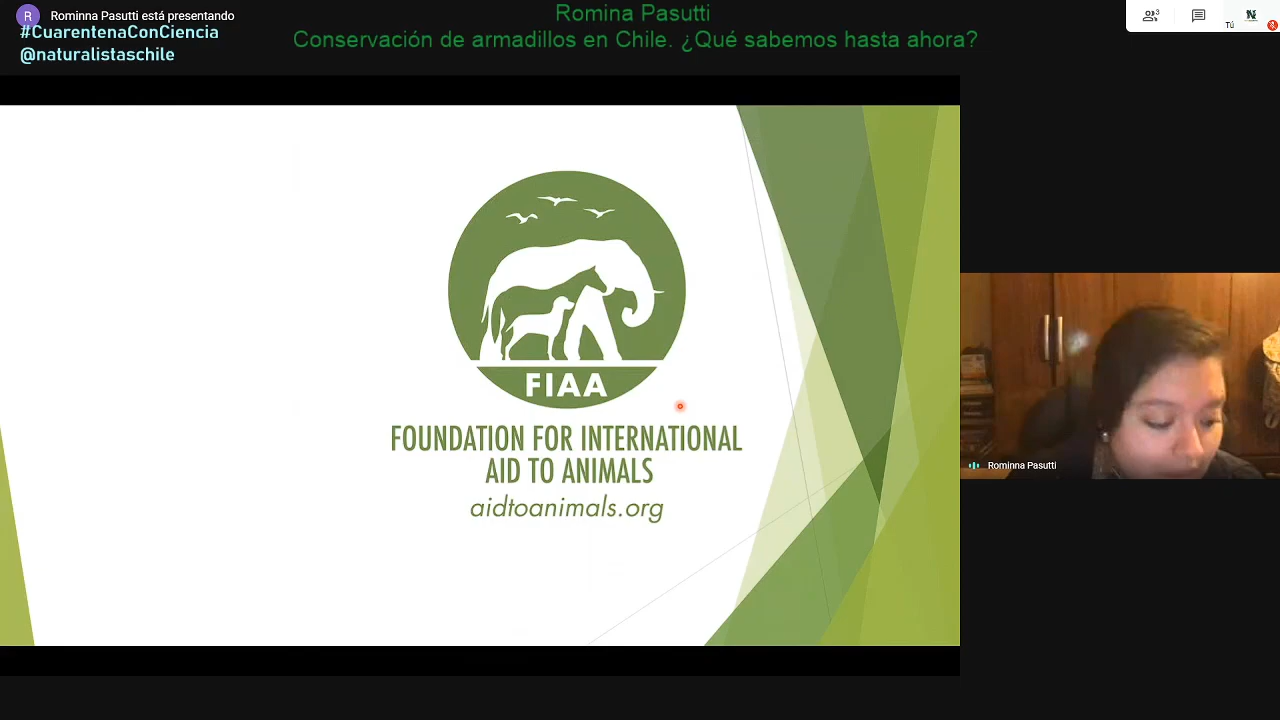 R
Rominna Pasutti está presentando
#CuarentenaConCiencia
@naturalistaschile
Romina Pasutti
Conservación de armadillos en Chile. ¿Qué sabemos hasta ahora?
3
Tú
FIAA
FOUNDATION FOR INTERNATIONAL
AID TO ANIMALS
aidtoanimals.org
Rominna Pasutti